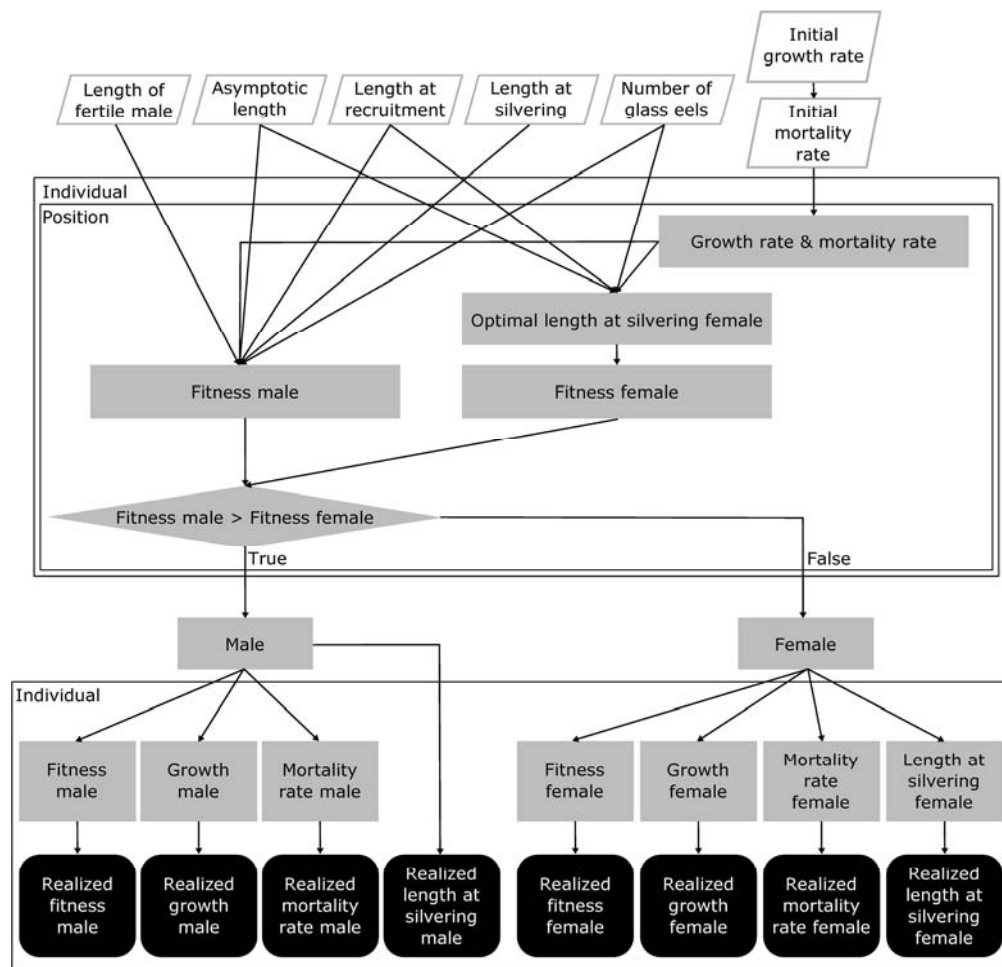 Initial
growth rate
Length of
fertile male
Asymptotic
length
Length at
recruitment
Length at
silvering
Number of
glass eels
Initial
mortality
rate
Individual
Position
Growth rate & mortality rate
Optimal length at silvering female
Fitness male
Fitness female
Fitness male > Fitness female
True
False
Male
Female
Individual
Fitness
male
Growth
male
Mortality
rate male
Fitness
female
Growth
female
Mortality
rate
female
Length at
silvering
female
Realized
fitness
male
Realized
growth
male
Realized
mortality
rate male
Realized
length at
silvering
male
Realized
fitness
female
Realized
growth
female
Realized
mortality
rate female
Realized
length at
silvering
female